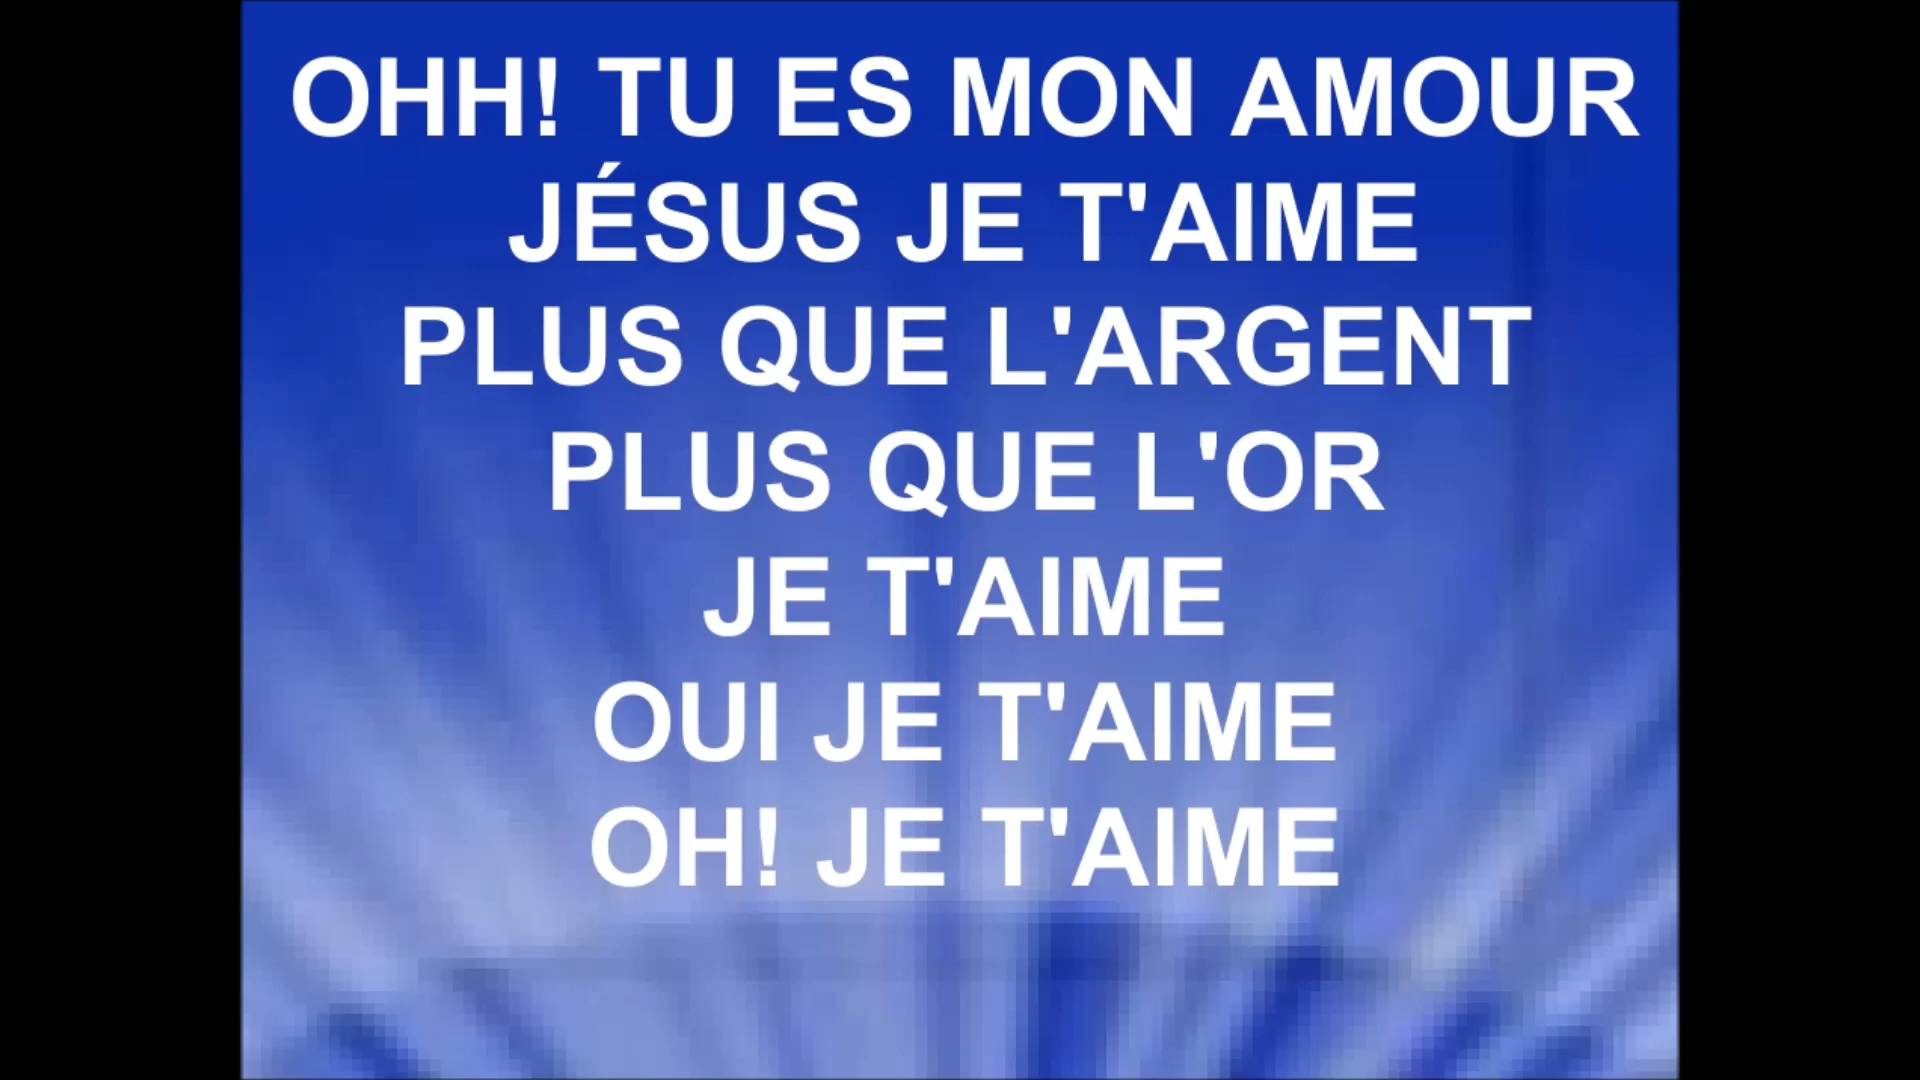 OHH! TU ES MON AMOUR
JÉSUS JE T'AIME
PLUS QUE L'ARGENT
PLUS QUE L'OR
JE T'AIME
OUI JE T'AIME
OH! JE T'AIME